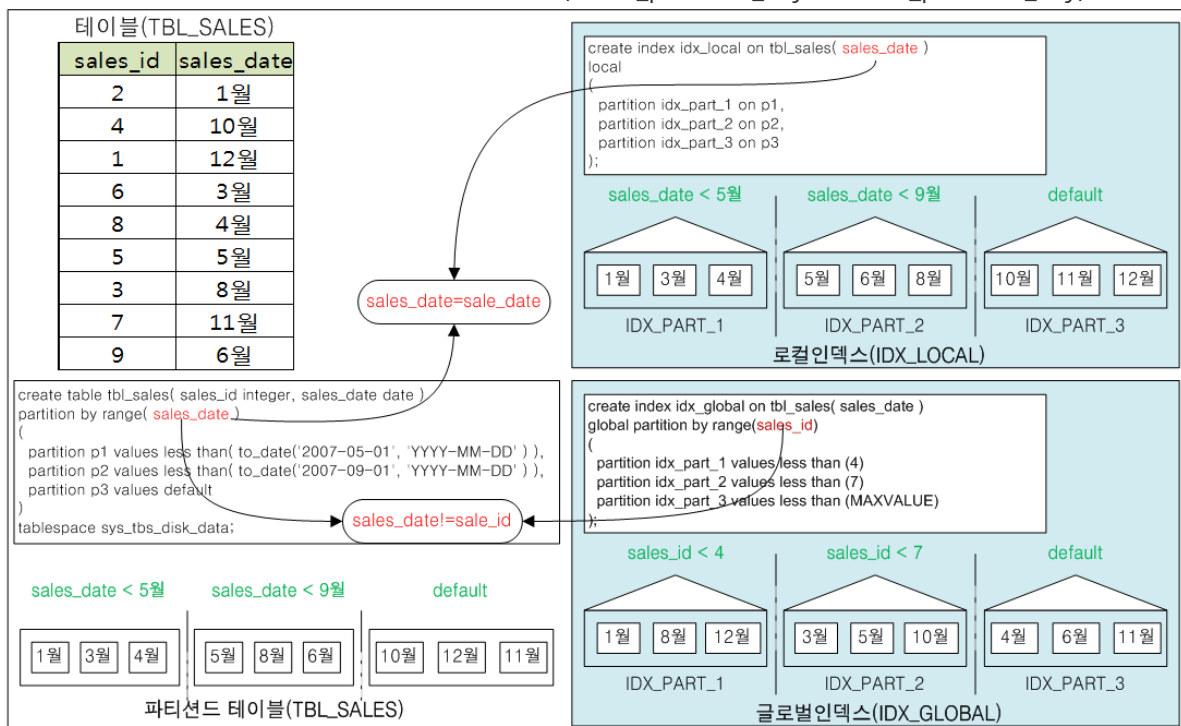 테이블(TBL_SALES)
sales_id sales_date
2 1월
4 10월
1 12월
6 3월
8 4월
5 5월
3 8월
7 11월
9 6월
create index idx_local on tbl_sales( sales_date )
local
(
partition idx_part_1 on p1,
partition idx_part_2 on p2,
partition idx_part_3 on p3
);
sales_date < 5월 sales_date < 9월 default
1월 3월 4월 5월 6월 8월 10월 11월 12월
IDX_PART_1 IDX_PART_2 IDX_PART_3
로컬인덱스(IDX_LOCAL)
sales_date=sale_date
create table tbl_sales( sales_id integer, sales_date date )
partition by range( sales_date )
(
partition p1 values less than( to_date('2007-05-01', 'YYYY-MM-DD' ) ),
partition p2 values less than( to_date('2007-09-01', 'YYYY-MM-DD' ) ),
partition p3 values default
)
tablespace sys_tbs_disk_data;
sales_date!=sale_id
create index idx_global on tbl_sales( sales_date )
global partition by range(sales_id)
(
partition idx_part_1 values less than (4)
partition idx_part_2 values less than (7)
partition idx_part_3 values less than (MAXVALUE)
);
sales_date < 5월 sales_date < 9월 default
1월 3월 4월 5월 8월 6월 10월 12월 11월
파티션드 테이블(TBL_SALES)
sales_id < 4 sales_id < 7 default
1월 8월 12월 3월 5월 10월 4월 6월 11월
IDX_PART_1 IDX_PART_2 IDX_PART_3
글로벌인덱스(IDX_GLOBAL)